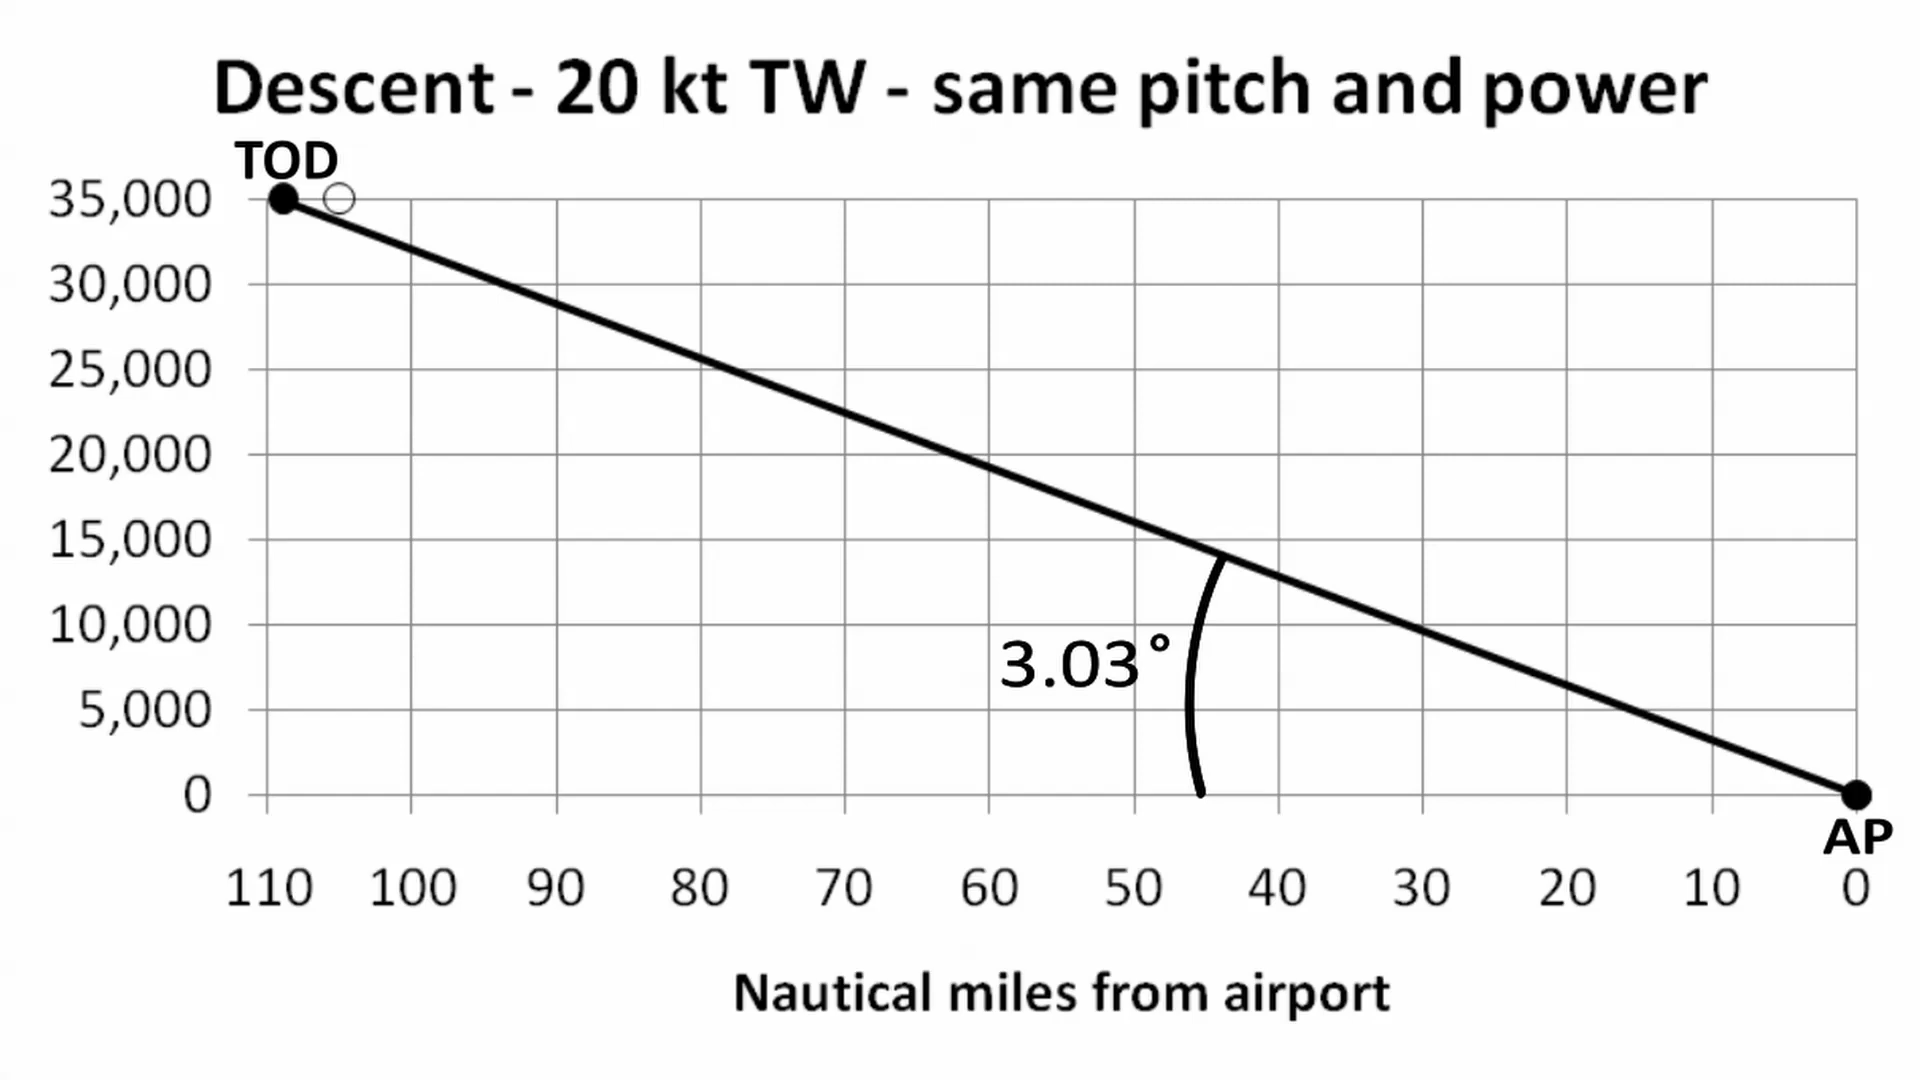 Descent - 20 kt TW - same pitch and power
TOD
35,000
30,000
25,000
20,000
15,000
10,000
3.03°
5,000
0
AP
110 100 90 80 70 60 50 40 30 20 10 0
Nautical miles from airport